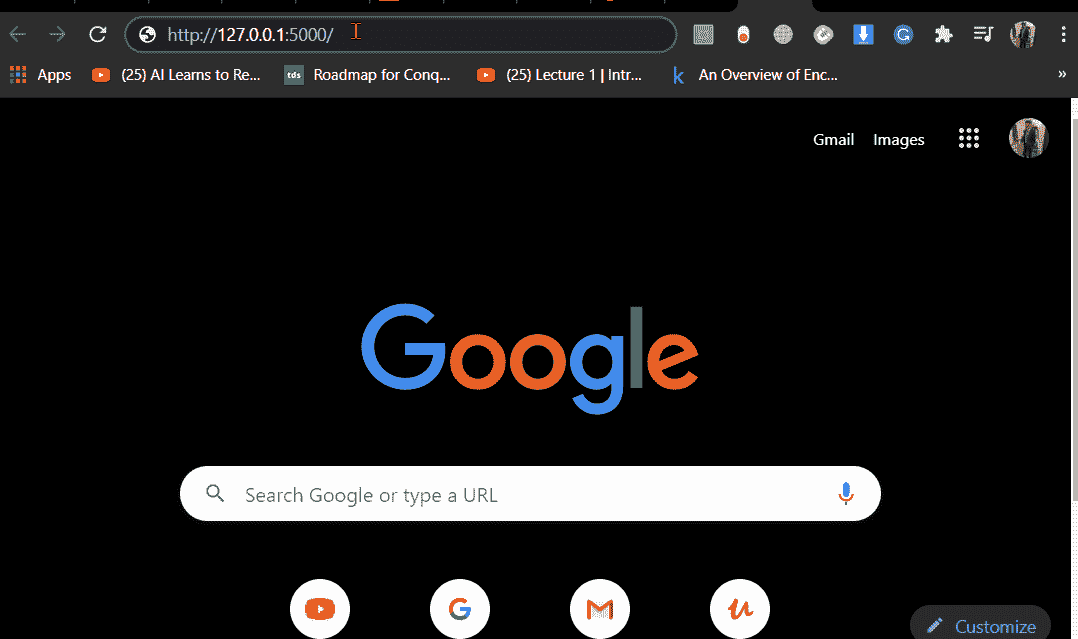 http://127.0.0.1:5000/
Apps (25) AI Learns to Re... tds Roadmap for Conq... (25) Lecture 1 | Intr... k An Overview of Enc... »
Gmail Images
Google
Search Google or type a URL
Customize